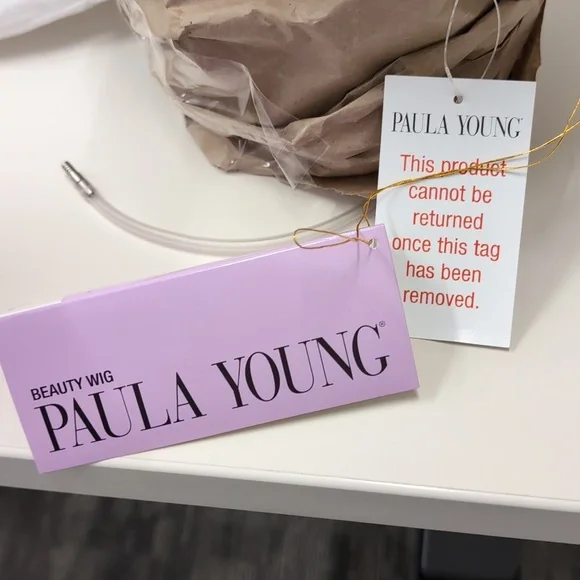 PAULA YOUNG
This product
cannot be
returned
once this tag
has been
removed.
BEAUTY WIG
PAULA YOUNG®